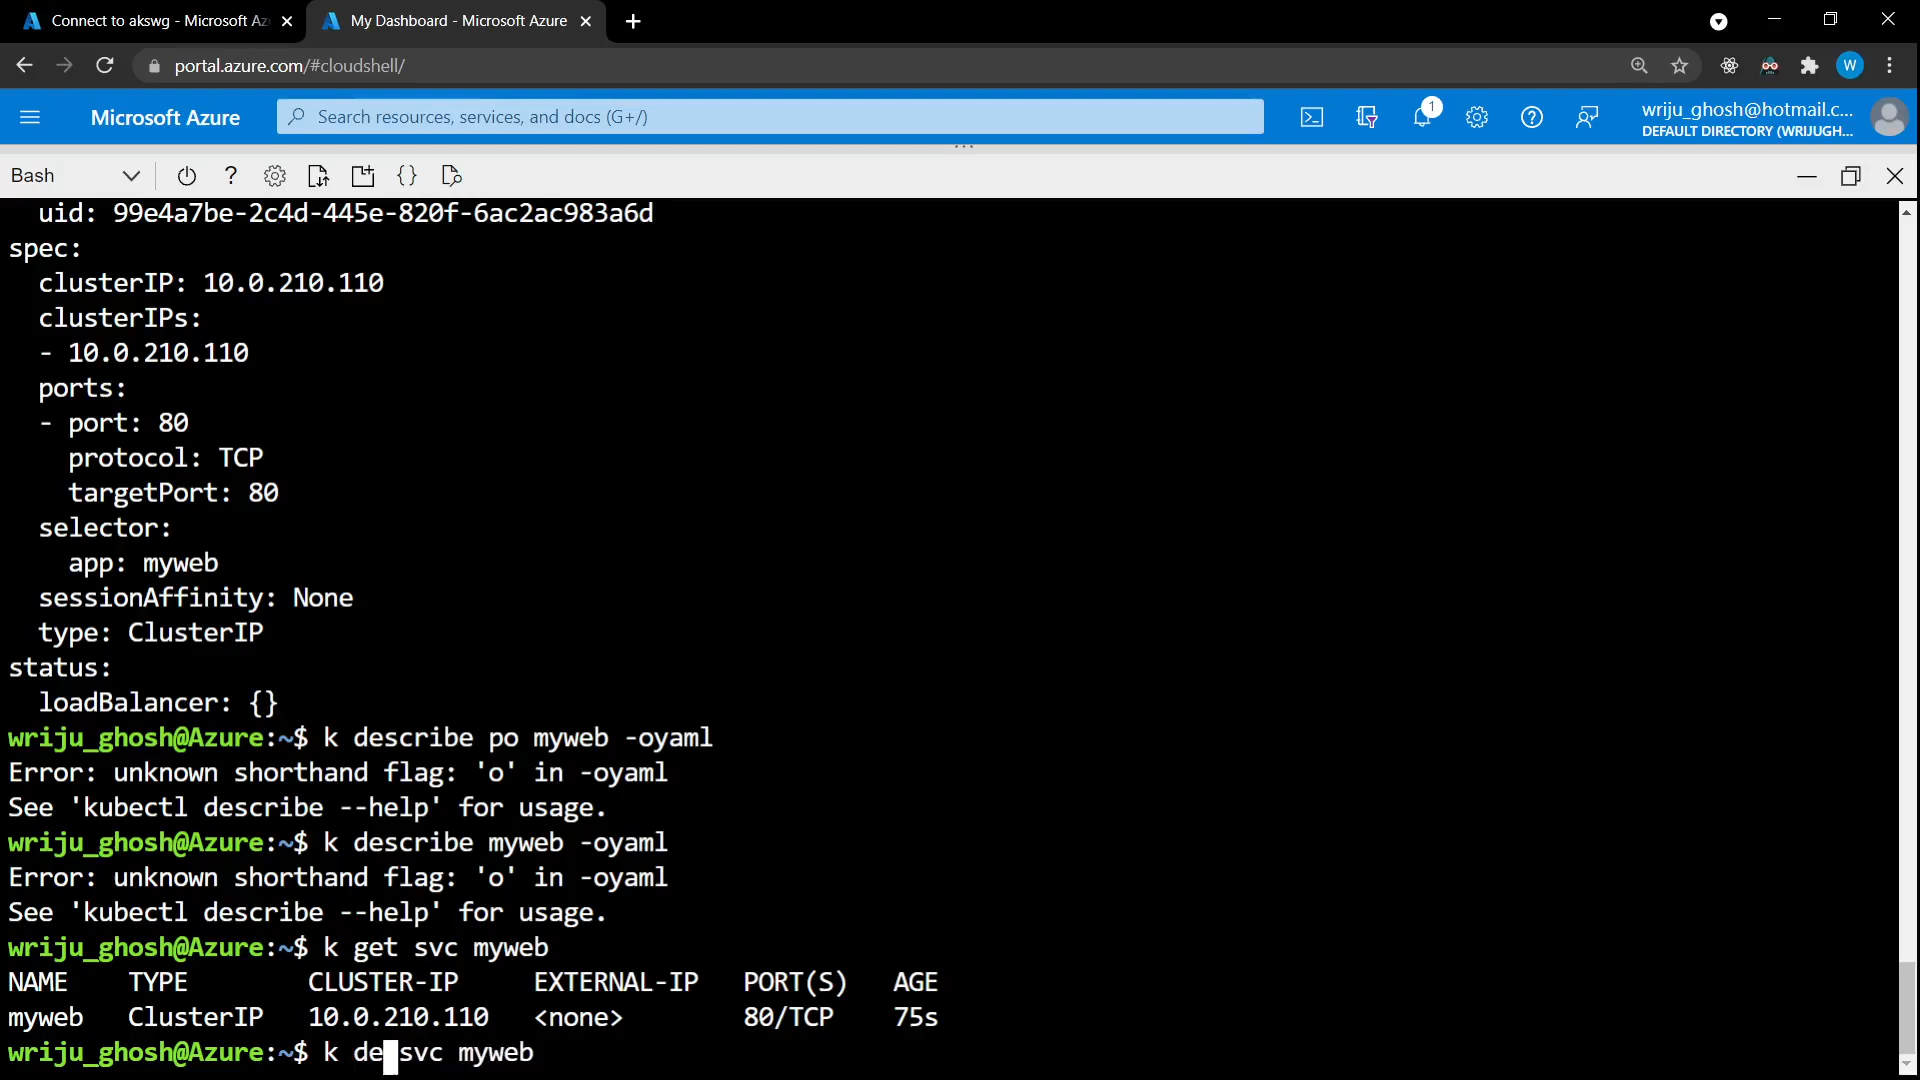 Connect to akswg - Microsoft Az
My Dashboard - Microsoft Azure
portal.azure.com/#cloudshell/
W
Microsoft Azure
Search resources, services, and docs (G+/)
1
wriju_ghosh@hotmail.c...
DEFAULT DIRECTORY (WRIJUGH...
Bash
  uid: 99e4a7be-2c4d-445e-820f-6ac2ac983a6d
spec:
  clusterIP: 10.0.210.110
  clusterIPs:
  - 10.0.210.110
  ports:
  - port: 80
    protocol: TCP
    targetPort: 80
  selector:
    app: myweb
  sessionAffinity: None
  type: ClusterIP
status:
  loadBalancer: {}
wriju_ghosh@Azure:~$ k describe po myweb -oyaml
Error: unknown shorthand flag: 'o' in -oyaml
See 'kubectl describe --help' for usage.
wriju_ghosh@Azure:~$ k describe myweb -oyaml
Error: unknown shorthand flag: 'o' in -oyaml
See 'kubectl describe --help' for usage.
wriju_ghosh@Azure:~$ k get svc myweb
NAME    TYPE        CLUSTER-IP     EXTERNAL-IP   PORT(S)   AGE
myweb   ClusterIP   10.0.210.110   <none>        80/TCP    75s
wriju_ghosh@Azure:~$ k de svc myweb